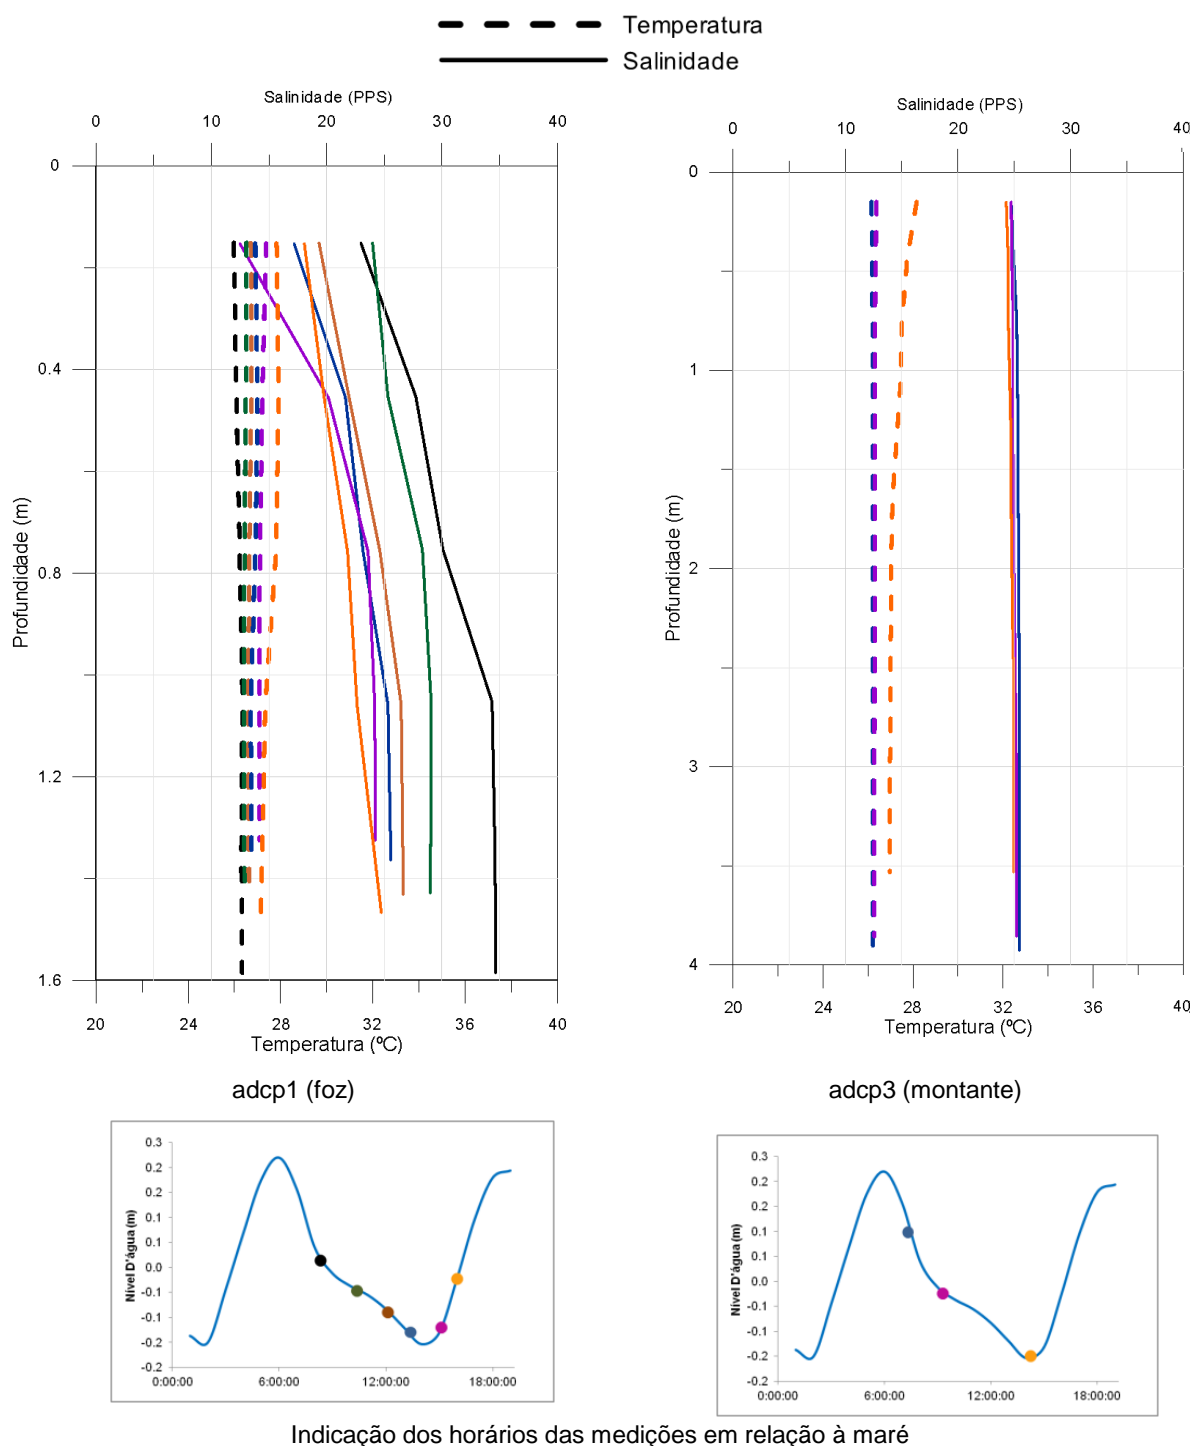 Temperatura
Salinidade
Salinidade (PPS)
0 10 20 30 40
0
0.4
0.8
1.2
1.6
Profundidade (m)
20 24 28 32 36 40
Temperatura (ºC)
adcp1 (foz)
Salinidade (PPS)
0 10 20 30 40
0
1
2
3
4
Profundidade (m)
20 24 28 32 36 40
Temperatura (ºC)
adcp3 (montante)
0.3
0.2
0.2
0.1
0.1
0.0
-0.1
-0.1
-0.2
-0.2
Nível D'água (m)
0:00:00 6:00:00 12:00:00 18:00:00
0.3
0.2
0.2
0.1
0.1
0.0
-0.1
-0.1
-0.2
-0.2
Nível D'água (m)
0:00:00 6:00:00 12:00:00 18:00:00
Indicação dos horários das medições em relação à maré